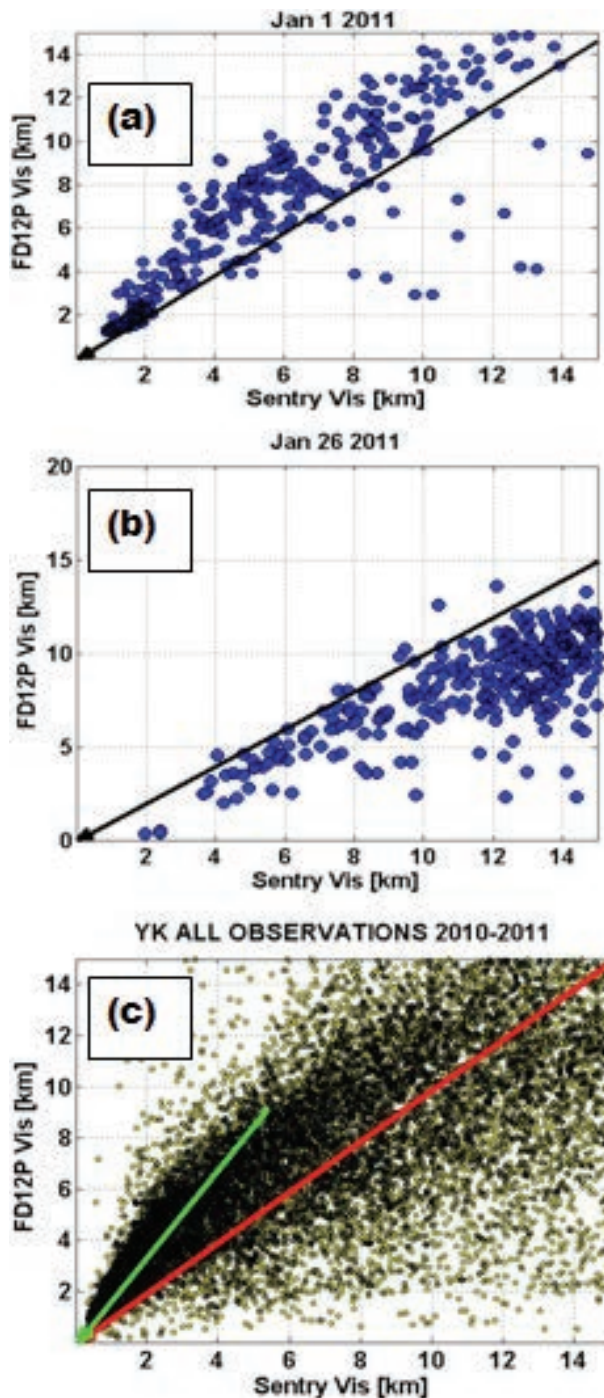 Jan 1 2011
(a)
FD12P Vis [km]
14
12
10
8
6
4
2
2 4 6 8 10 12 14
Sentry Vis [km]
Jan 26 2011
(b)
FD12P Vis [km]
20
15
10
5
0
2 4 6 8 10 12 14
Sentry Vis [km]
YK ALL OBSERVATIONS 2010-2011
(c)
FD12P Vis [km]
14
12
10
8
6
4
2
2 4 6 8 10 12 14
Sentry Vis [km]